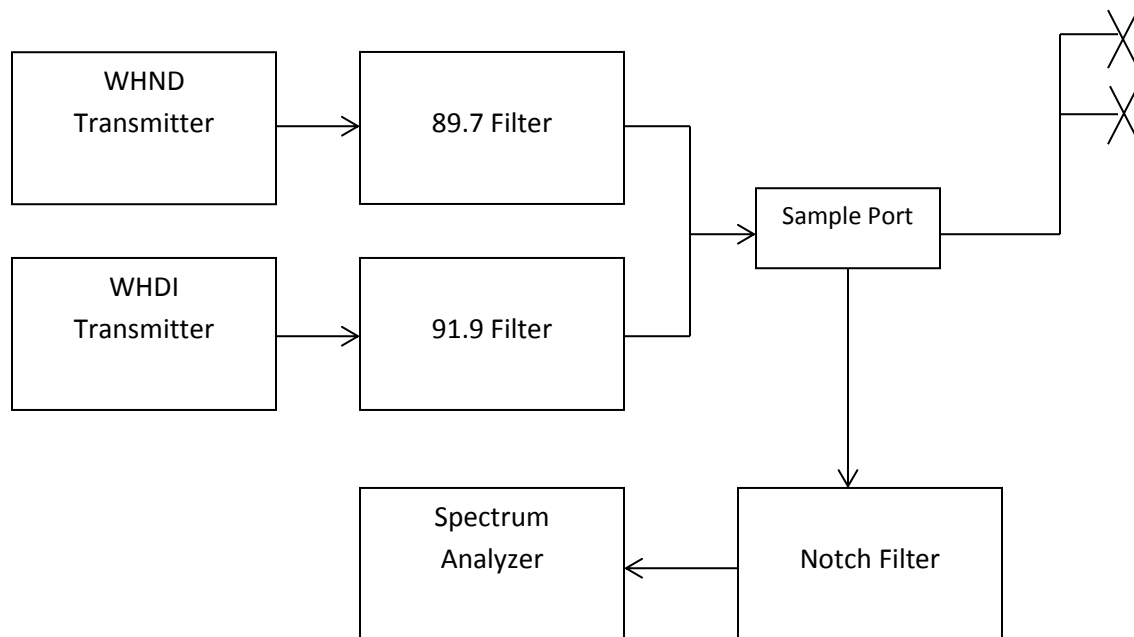 WHND
Transmitter
89.7 Filter
Sample Port
WHDI
Transmitter
91.9 Filter
Spectrum
Analyzer
Notch Filter